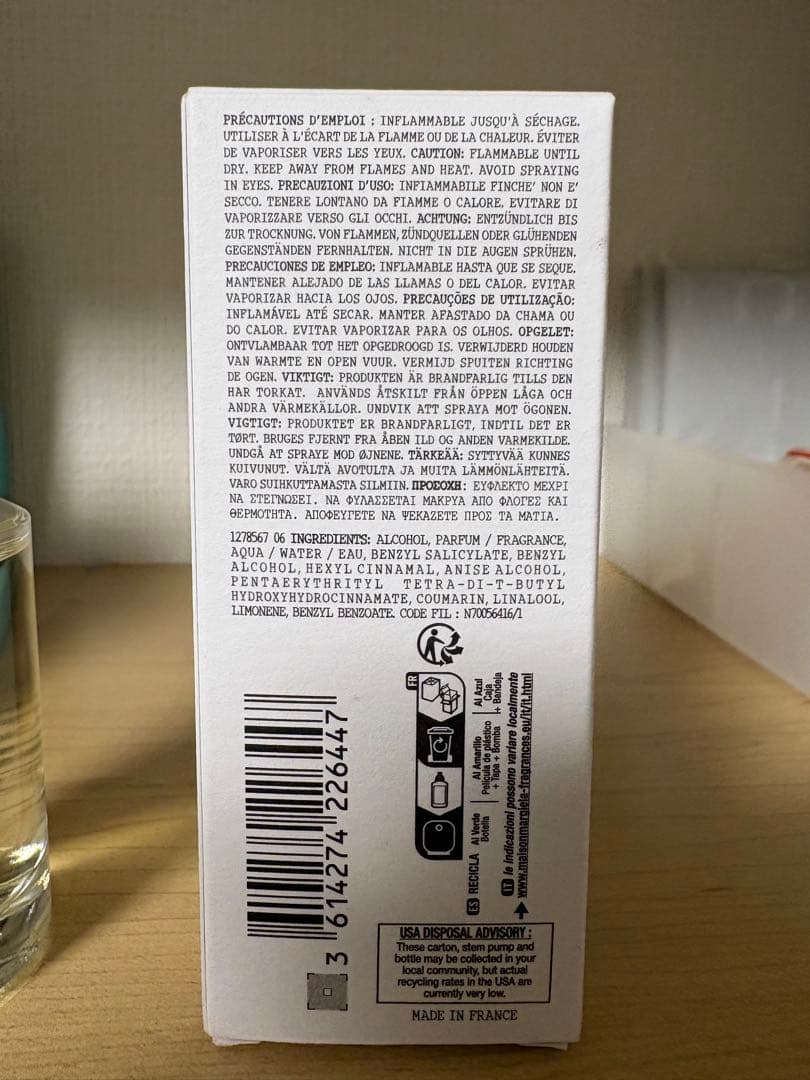 PRÉCAUTIONS D'EMPLOI : INFLAMMABLE JUSQU'À SÉCHAGE.
UTILISER À L'ÉCART DE LA FLAMME OU DE LA CHALEUR. ÉVITER
DE VAPORISER VERS LES YEUX. CAUTION: FLAMMABLE UNTIL
DRY. KEEP AWAY FROM FLAMES AND HEAT. AVOID SPRAYING
IN EYES. PRECAUZIONI D'USO: INFIAMMABILE FINCHE' NON E'
SECCO. TENERE LONTANO DA FIAMME O CALORE. EVITARE DI
VAPORIZZARE VERSO GLI OCCHI. ACHTUNG: ENTZÜNDLICH BIS
ZUR TROCKNUNG. VON FLAMMEN, ZÜNDQUELLEN ODER GLÜHENDEN
GEGENSTÄNDEN FERNHALTEN. NICHT IN DIE AUGEN SPRÜHEN.
PRECAUCIONES DE EMPLEO: INFLAMABLE HASTA QUE SE SEQUE.
MANTENER ALEJADO DE LAS LLAMAS O DEL CALOR. EVITAR
VAPORIZAR HACIA LOS OJOS. PRECAUÇÕES DE UTILIZAÇÃO:
INFLAMÁVEL ATÉ SECAR. MANTER AFASTADO DA CHAMA OU
DO CALOR. EVITAR VAPORIZAR PARA OS OLHOS. OPGELET:
ONTVLAMBAAR TOT HET OPGEDROOGD IS. VERWIJDERD HOUDEN
VAN WARMTE EN OPEN VUUR. VERMIJD SPUITEN RICHTING
DE OGEN. VIKTIGT: PRODUKTEN ÄR BRANDFARLIG TILLS DEN
HAR TORKAT. ANVÄNDS ÅTSKILT FRÅN ÖPPEN LÅGA OCH
ANDRA VÄRMEKÄLLOR. UNDVIK ATT SPRAYA MOT ÖGONEN.
VIGTIGT: PRODUKTET ER BRANDFARLIGT, INDTIL DET ER
TØRT. BRUGES FJERNT FRA ÅBEN ILD OG ANDEN VARMEKILDE.
UNDGÅ AT SPRAYE MOD ØJNENE. TÄRKEÄÄ: SYTTYVÄÄ KUNNES
KUIVUNUT. VÄLTÄ AVOTULTA JA MUITA LÄMMÖNLÄHTEITÄ.
VARO SUIHKUTTAMASTA SILMIIN. ΠΡΟΣΟΧΗ: ΕΥΦΛΕΚΤΟ ΜΕΧΡΙ
ΝΑ ΣΤΕΓΝΩΣΕΙ. ΝΑ ΦΥΛΑΣΣΕΤΑΙ ΜΑΚΡΥΑ ΑΠΟ ΦΛΟΓΕΣ ΚΑΙ
ΘΕΡΜΟΤΗΤΑ. ΑΠΟΦΕΥΓΕΤΕ ΝΑ ΨΕΚΑΖΕΤΕ ΠΡΟΣ ΤΑ ΜΑΤΙΑ.
1278567 06 INGREDIENTS: ALCOHOL, PARFUM / FRAGRANCE,
AQUA / WATER / EAU, BENZYL SALICYLATE, BENZYL
ALCOHOL, HEXYL CINNAMAL, ANISE ALCOHOL,
PENTAERYTHRITYL TETRA-DI-T-BUTYL
HYDROXYHYDROCINNAMATE, COUMARIN, LINALOOL,
LIMONENE, BENZYL BENZOATE. CODE FIL : N70056416/1
3 614274 226447
FR
ES RECICLA
Al Verde
Botella
Al Amarillo
Película de plástico
+ Tapa + Bomba
Al Azul
Caja
+ Bandeja
IT le indicazioni possono variare localmente
www.maisonmargiela-fragrances.eu/it/it.html
USA DISPOSAL ADVISORY :
These carton, stem pump and
bottle may be collected in your
local community, but actual
recycling rates in the USA are
currently very low.
MADE IN FRANCE